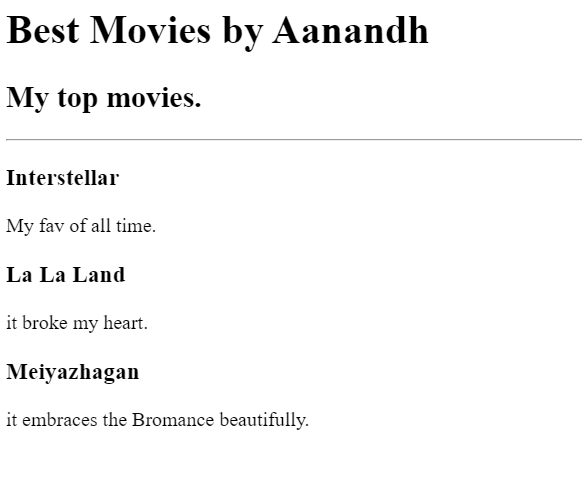 Best Movies by Aanandh
My top movies.
Interstellar
My fav of all time.
La La Land
it broke my heart.
Meiyazhagan
it embraces the Bromance beautifully.